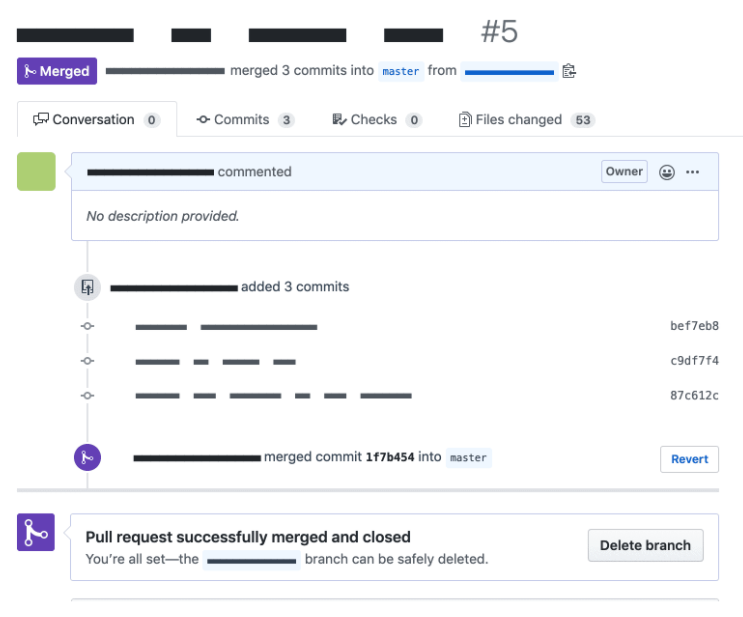 #5
Merged merged 3 commits into master from
Conversation 0 Commits 3 Checks 0 Files changed 53
commented Owner
No description provided.
added 3 commits
bef7eb8
c9df7f4
87c612c
merged commit 1f7b454 into master Revert
Pull request successfully merged and closed
You’re all set—the branch can be safely deleted.
Delete branch